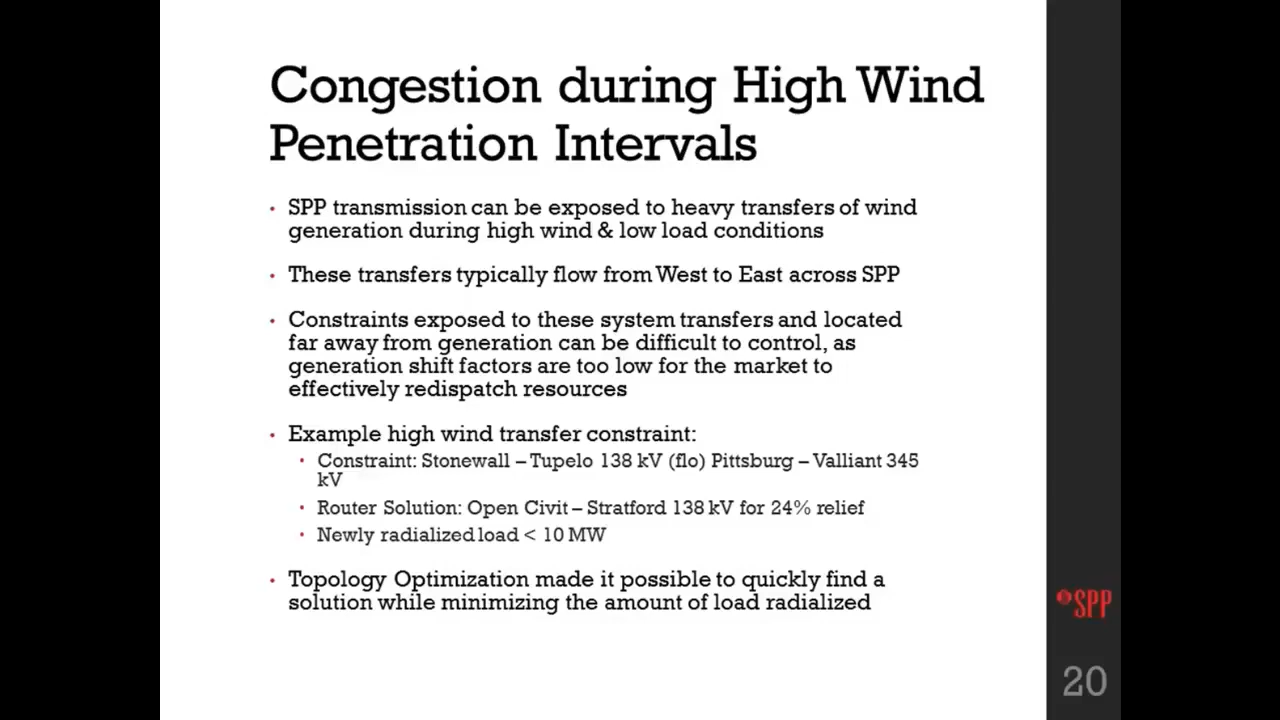 Congestion during High Wind
Penetration Intervals
• SPP transmission can be exposed to heavy transfers of wind
generation during high wind & low load conditions
• These transfers typically flow from West to East across SPP
• Constraints exposed to these system transfers and located
far away from generation can be difficult to control, as
generation shift factors are too low for the market to
effectively redispatch resources
• Example high wind transfer constraint:
• Constraint: Stonewall – Tupelo 138 kV (flo) Pittsburg – Valliant 345
kV
• Router Solution: Open Civit – Stratford 138 kV for 24% relief
• Newly radialized load < 10 MW
• Topology Optimization made it possible to quickly find a
solution while minimizing the amount of load radialized
SPP
20